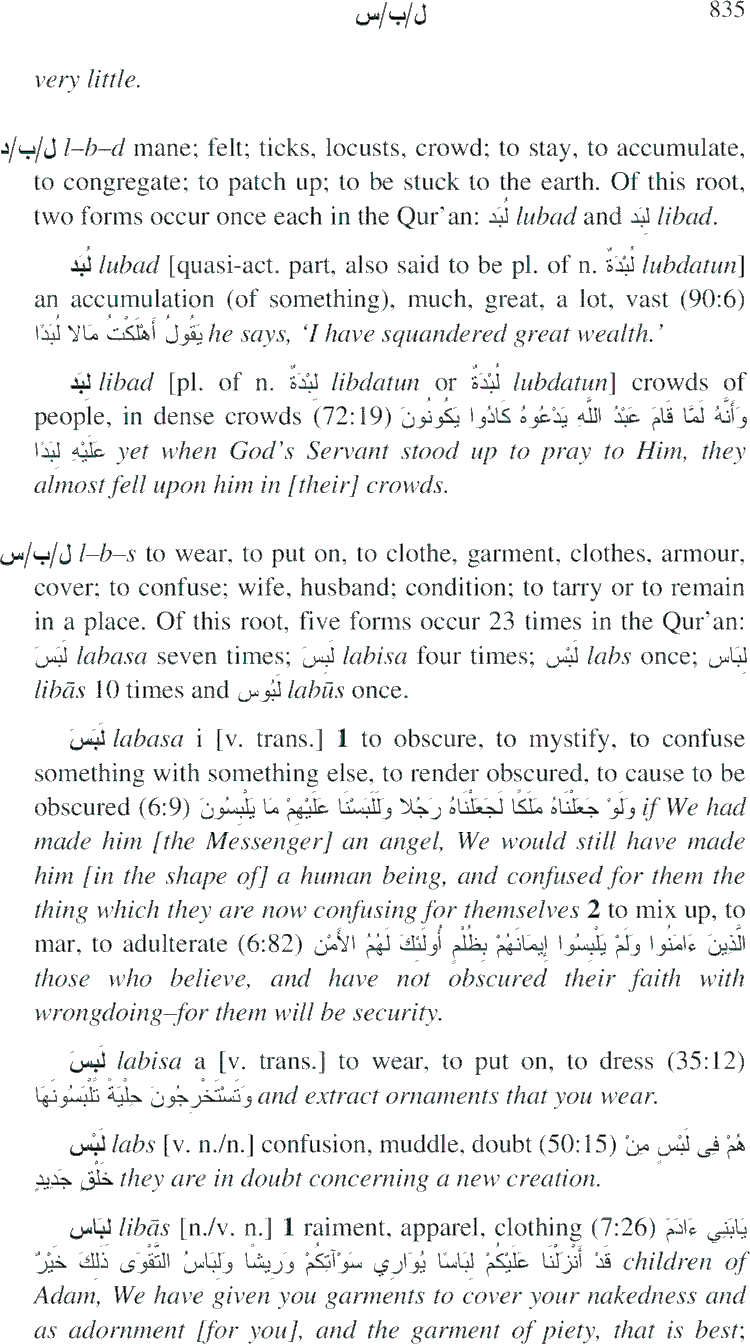 ل/ب/س 835
very little.
ل/ب/د l–b–d mane; felt; ticks, locusts, crowd; to stay, to accumulate,
to congregate; to patch up; to be stuck to the earth. Of this root,
two forms occur once each in the Qur’an: لُبَد lubad and لِبَد libad.
لُبَد lubad [quasi-act. part, also said to be pl. of n. لُبْدَةٌ lubdatun]
an accumulation (of something), much, great, a lot, vast (90:6)
يَقُولُ أَهْلَكْتُ مَالا لُبَدًا he says, ‘I have squandered great wealth.’
لِبَد libad [pl. of n. لِبْدَةٌ libdatun or لُبْدَةٌ lubdatun] crowds of
people, in dense crowds (72:19) وَأَنَّهُ لَمَّا قَامَ عَبْدُ اللَّهِ يَدْعُوهُ كَادُوا يَكُونُونَ
عَلَيْهِ لِبَدًا yet when God’s Servant stood up to pray to Him, they
almost fell upon him in [their] crowds.
ل/ب/س l–b–s to wear, to put on, to clothe, garment, clothes, armour,
cover; to confuse; wife, husband; condition; to tarry or to remain
in a place. Of this root, five forms occur 23 times in the Qur’an:
لَبَسَ labasa seven times; لَبِسَ labisa four times; لَبْس labs once; لِبَاس
libās 10 times and لَبُوس labūs once.
لَبَسَ labasa i [v. trans.] 1 to obscure, to mystify, to confuse
something with something else, to render obscured, to cause to be
obscured (6:9) وَلَوْ جَعَلْنَاهُ مَلَكًا لَجَعَلْنَاهُ رَجُلا وَلَلَبَسْنَا عَلَيْهِمْ مَا يَلْبِسُونَ if We had
made him [the Messenger] an angel, We would still have made
him [in the shape of] a human being, and confused for them the
thing which they are now confusing for themselves 2 to mix up, to
mar, to adulterate (6:82) الَّذِينَ ءَامَنُوا وَلَمْ يَلْبِسُوا إِيمَانَهُمْ بِظُلْمٍ أُولَئِكَ لَهُمُ الأَمْنُ
those who believe, and have not obscured their faith with
wrongdoing–for them will be security.
لَبِسَ labisa a [v. trans.] to wear, to put on, to dress (35:12)
وَتَسْتَخْرِجُونَ حِلْيَةً تَلْبَسُونَهَا and extract ornaments that you wear.
لَبْس labs [v. n./n.] confusion, muddle, doubt (50:15) هُمْ فِى لَبْسٍ مِنْ
خَلْقٍ جَدِيدٍ they are in doubt concerning a new creation.
لِبَاس libās [n./v. n.] 1 raiment, apparel, clothing (7:26) يَابَنِي ءَادَمَ
قَدْ أَنْزَلْنَا عَلَيْكُمْ لِبَاسًا يُوَارِي سَوْآتِكُمْ وَرِيشًا وَلِبَاسُ التَّقْوَى ذَلِكَ خَيْرٌ children of
Adam, We have given you garments to cover your nakedness and
as adornment [for you], and the garment of piety, that is best;